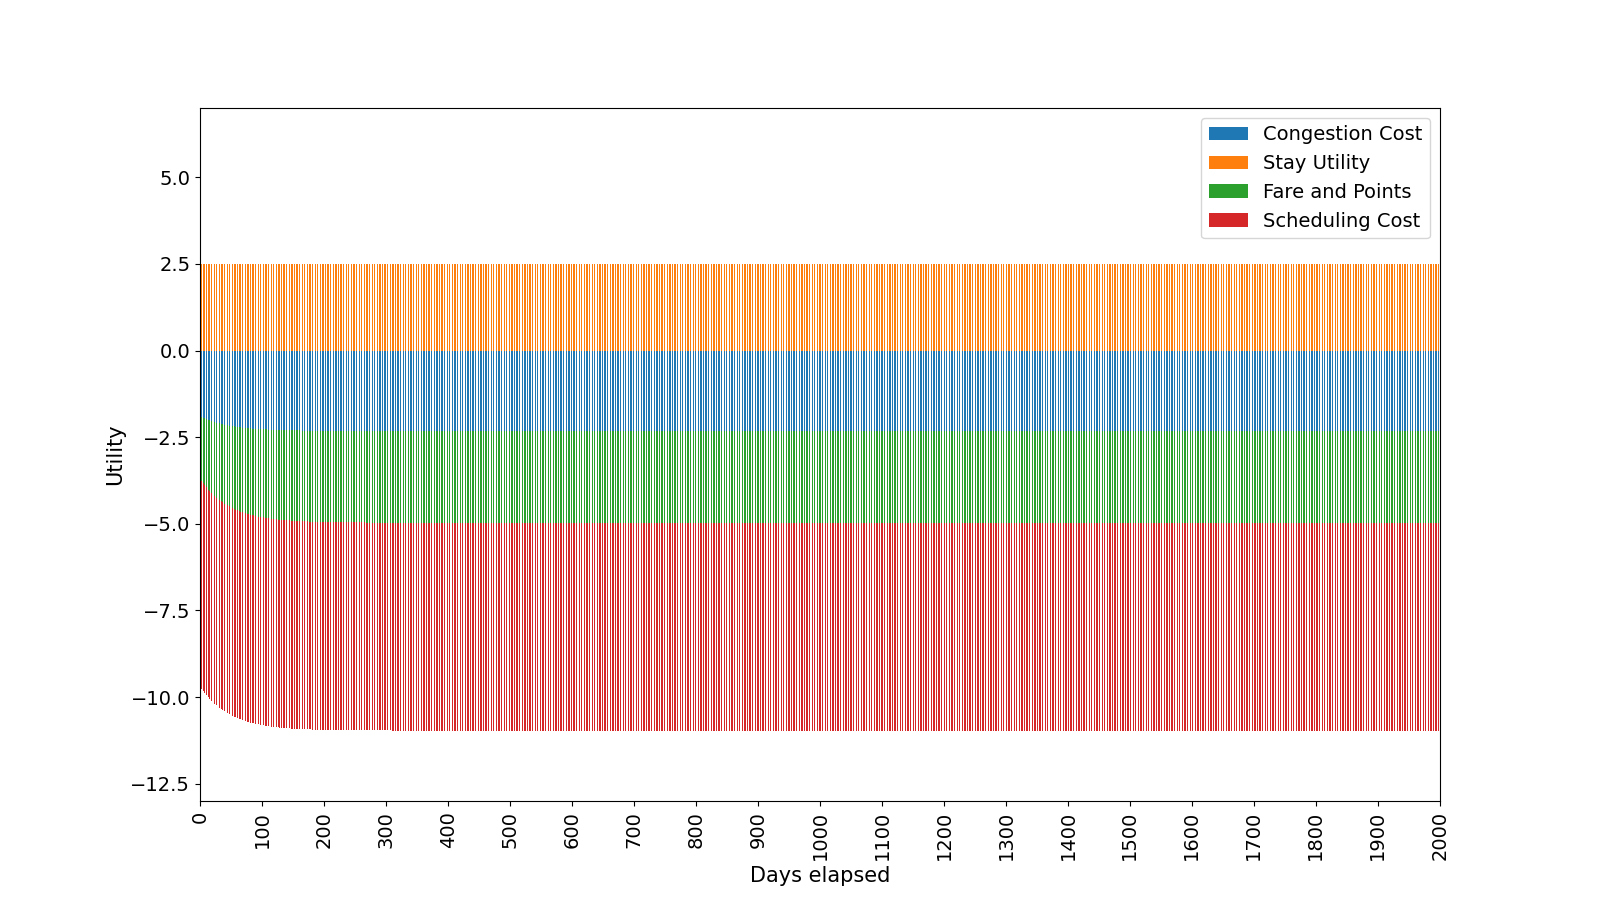 Congestion Cost
Stay Utility
Fare and Points
Scheduling Cost
5.0
2.5
0.0
−2.5
−5.0
−7.5
−10.0
−12.5
Utility
0 100 200 300 400 500 600 700 800 900 1000 1100 1200 1300 1400 1500 1600 1700 1800 1900 2000
Days elapsed